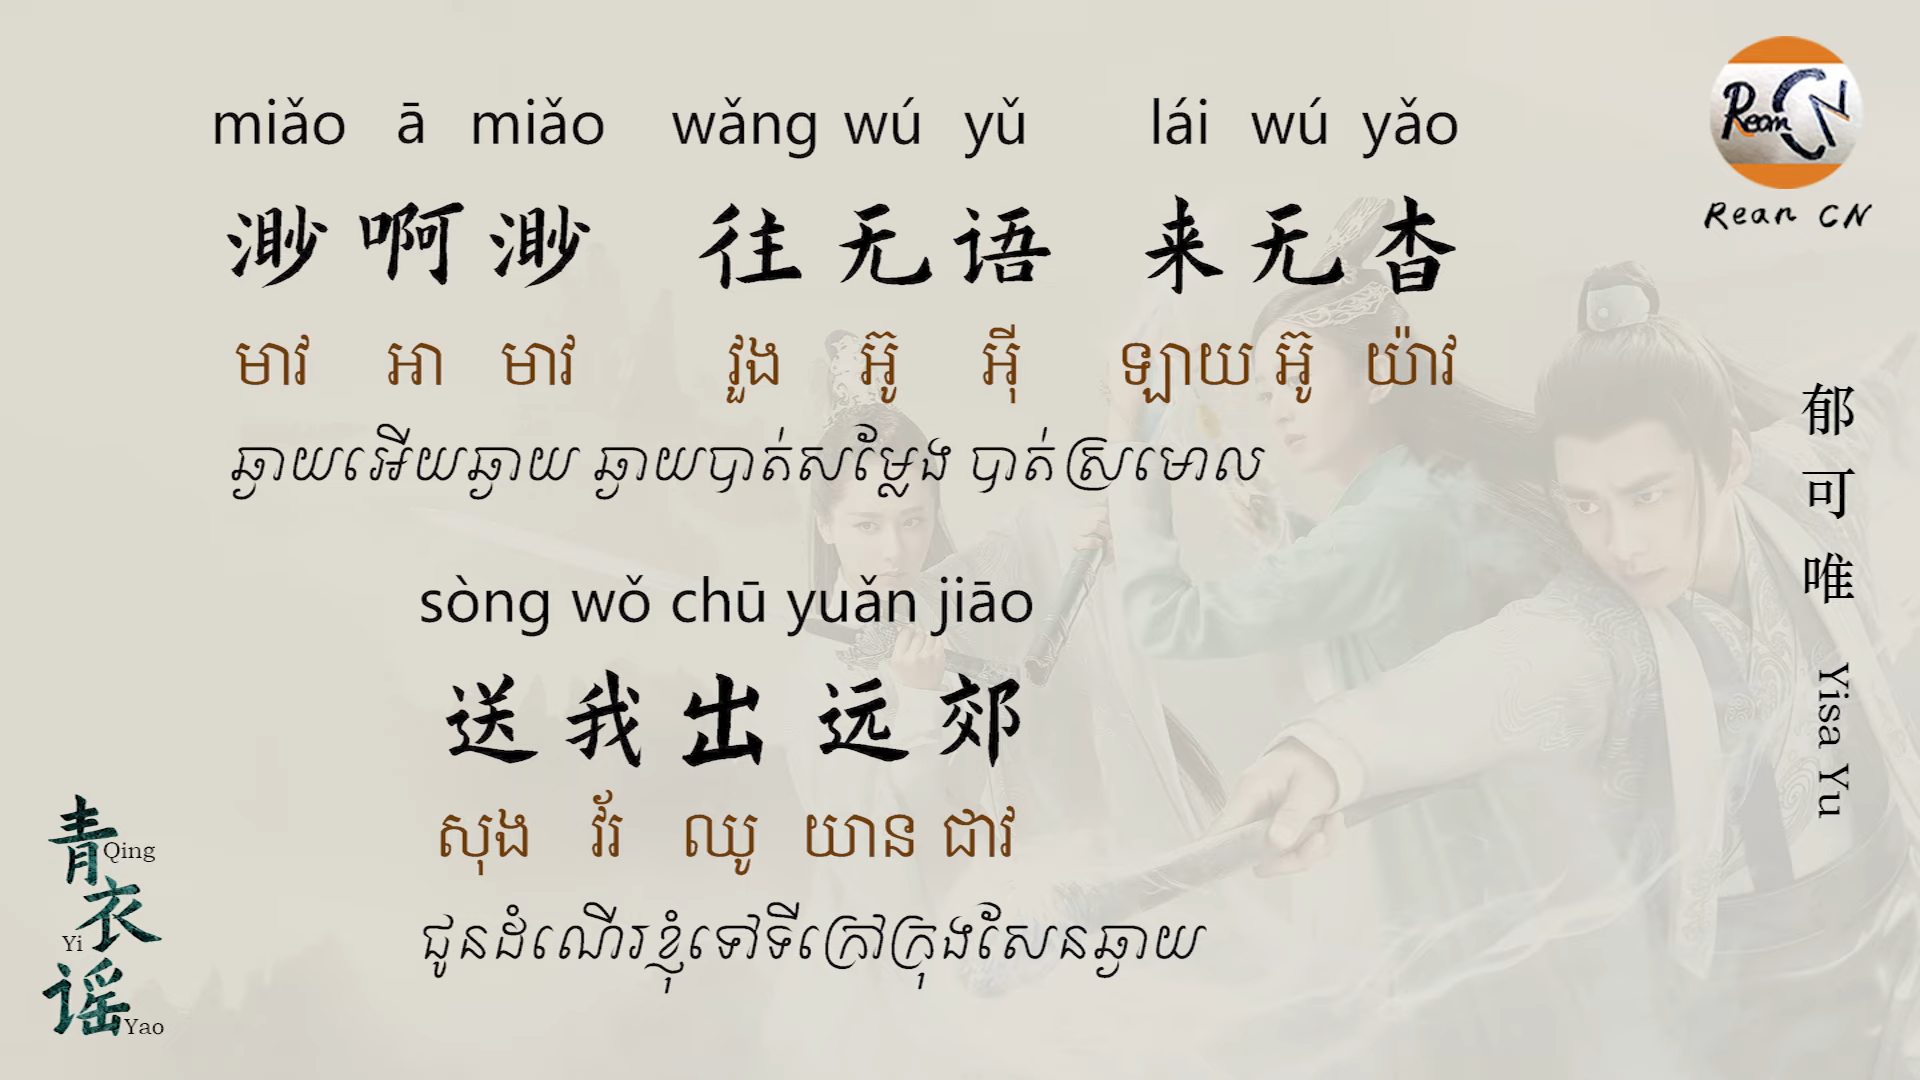 miǎo ā miǎo wǎng wú yǔ lái wú yǎo
渺啊渺 往无语 来无杳
មាវ អា មាវ វួង អ៊ូ អ៊ី ឡាយ អ៊ូ យ៉ាវ
ឆ្ងាយអើយឆ្ងាយ ឆ្ងាយបាត់សម្លែង បាត់ស្រមោល
sòng wǒ chū yuǎn jiāo
送我出远郊
សុង វ័រ ឈូ យាន ជាវ
ជូនដំណើរខ្ញុំទៅទីក្រៅក្រុងសែនឆ្ងាយ
Rean CN
Rean CN
郁可唯 Yisa Yu
青衣谣
Qing
Yi
Yao